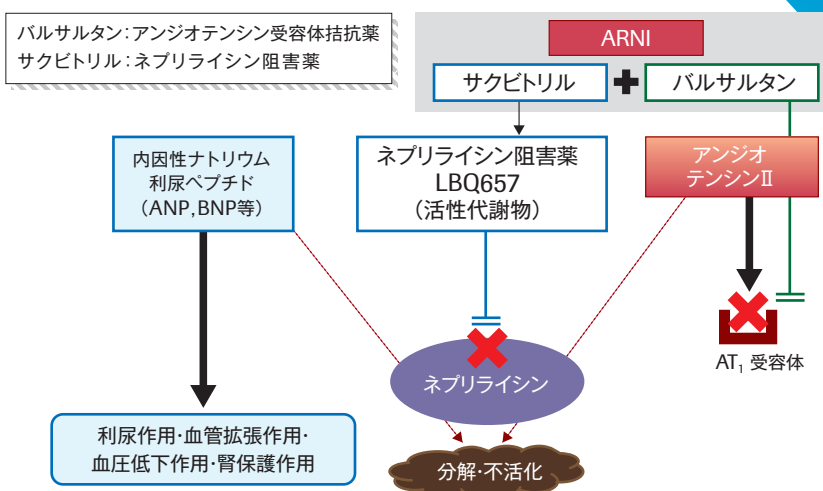 バルサルタン：アンジオテンシン受容体拮抗薬
サクビトリル：ネプリライシン阻害薬
ARNI
サクビトリル
バルサルタン
内因性ナトリウム
利尿ペプチド
（ANP,BNP等）
ネプリライシン阻害薬
LBQ657
（活性代謝物）
アンジオ
テンシンⅡ
AT₁ 受容体
ネプリライシン
利尿作用・血管拡張作用・
血圧低下作用・腎保護作用
分解・不活化